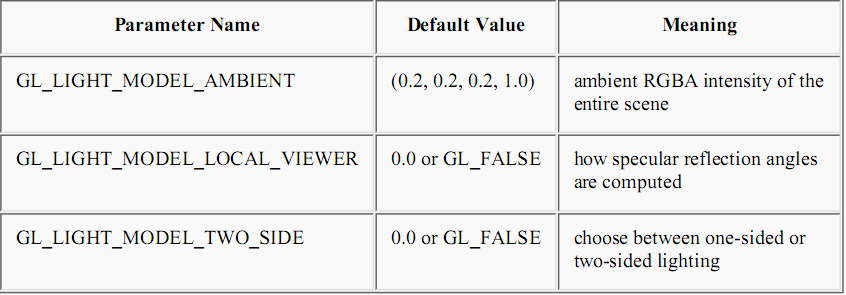 Parameter Name Default Value Meaning
GL_LIGHT_MODEL_AMBIENT (0.2, 0.2, 0.2, 1.0) ambient RGBA intensity of the
entire scene
GL_LIGHT_MODEL_LOCAL_VIEWER 0.0 or GL_FALSE how specular reflection angles
are computed
GL_LIGHT_MODEL_TWO_SIDE 0.0 or GL_FALSE choose between one-sided or
two-sided lighting